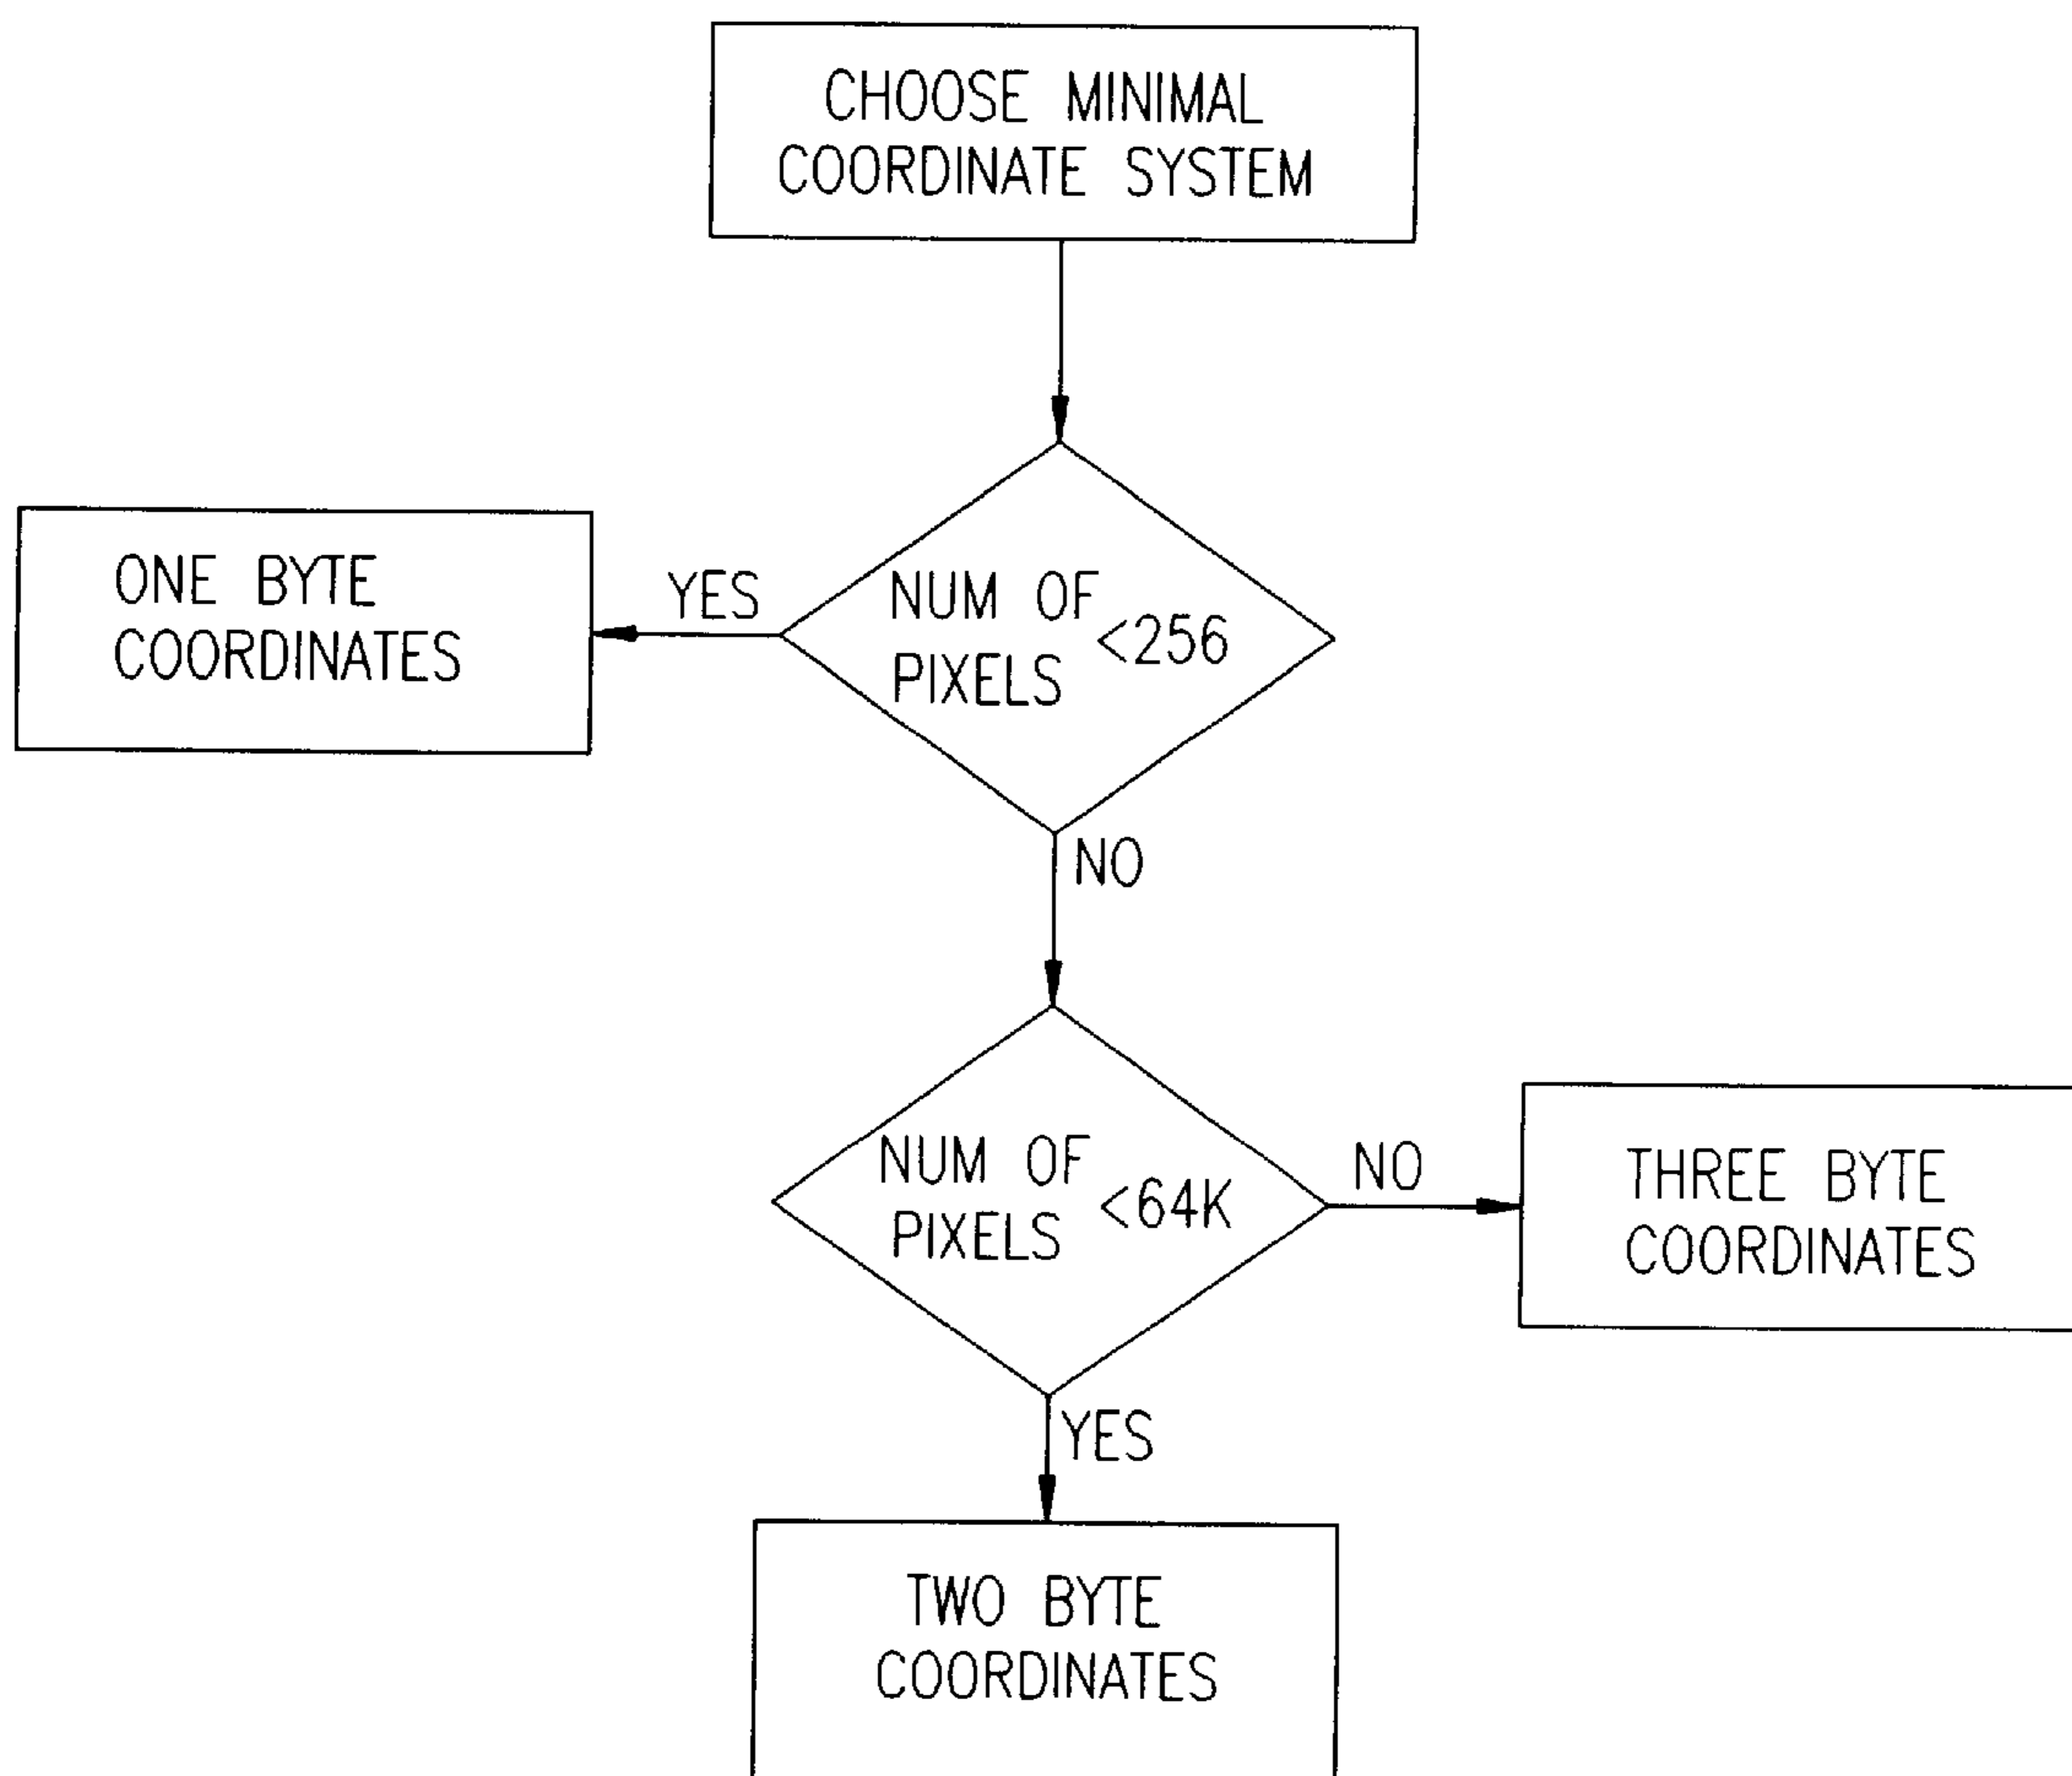 CHOOSE MINIMAL
COORDINATE SYSTEM
ONE BYTE
COORDINATES
YES
NUM OF
PIXELS
<256
NO
NUM OF
PIXELS
<64K
NO
THREE BYTE
COORDINATES
YES
TWO BYTE
COORDINATES